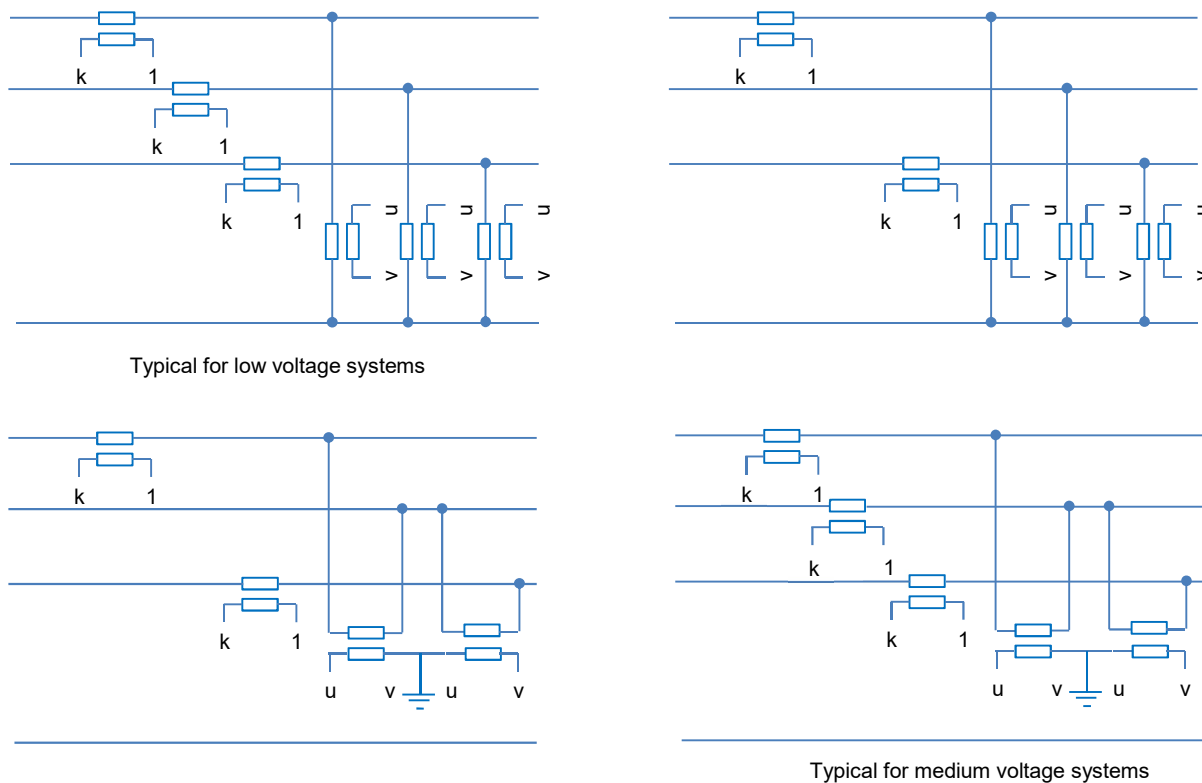 k 1
k 1
k 1
u u u
v v v
Typical for low voltage systems
k 1
k 1
u u u
v v v
k 1
k 1
u v u v
k 1
k 1
k 1
u v u v
Typical for medium voltage systems